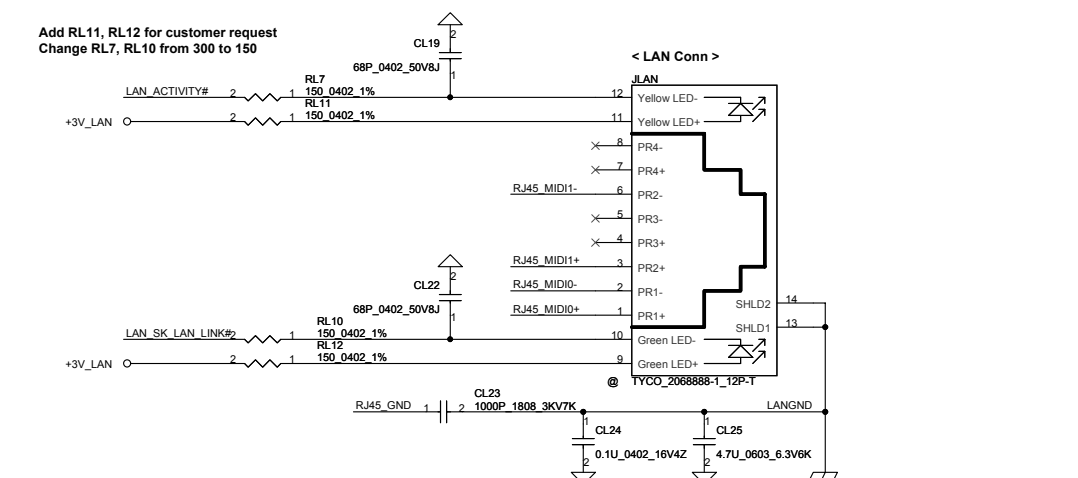 Add RL11, RL12 for customer request
Change RL7, RL10 from 300 to 150
2
CL19
68P_0402_50V8J
1
< LAN Conn >
JLAN
RL7
LAN_ACTIVITY# 2 1 150_0402_1% 12 Yellow LED-
RL11
+3V_LAN 2 1 150_0402_1% 11 Yellow LED+
8 PR4-
7 PR4+
RJ45_MIDI1- 6 PR2-
5 PR3-
4 PR3+
RJ45_MIDI1+ 3 PR2+
2
CL22
RJ45_MIDI0- 2 PR1-
68P_0402_50V8J
SHLD2 14
1
RJ45_MIDI0+ 1 PR1+
RL10
SHLD1 13
LAN_SK_LAN_LINK# 2 1 150_0402_1% 10 Green LED-
RL12
+3V_LAN 2 1 150_0402_1% 9 Green LED+
@ TYCO_2068888-1_12P-T
CL23
RJ45_GND 1 2 1000P_1808_3KV7K LANGND
1 CL24 1 CL25
2 0.1U_0402_16V4Z 2 4.7U_0603_6.3V6K